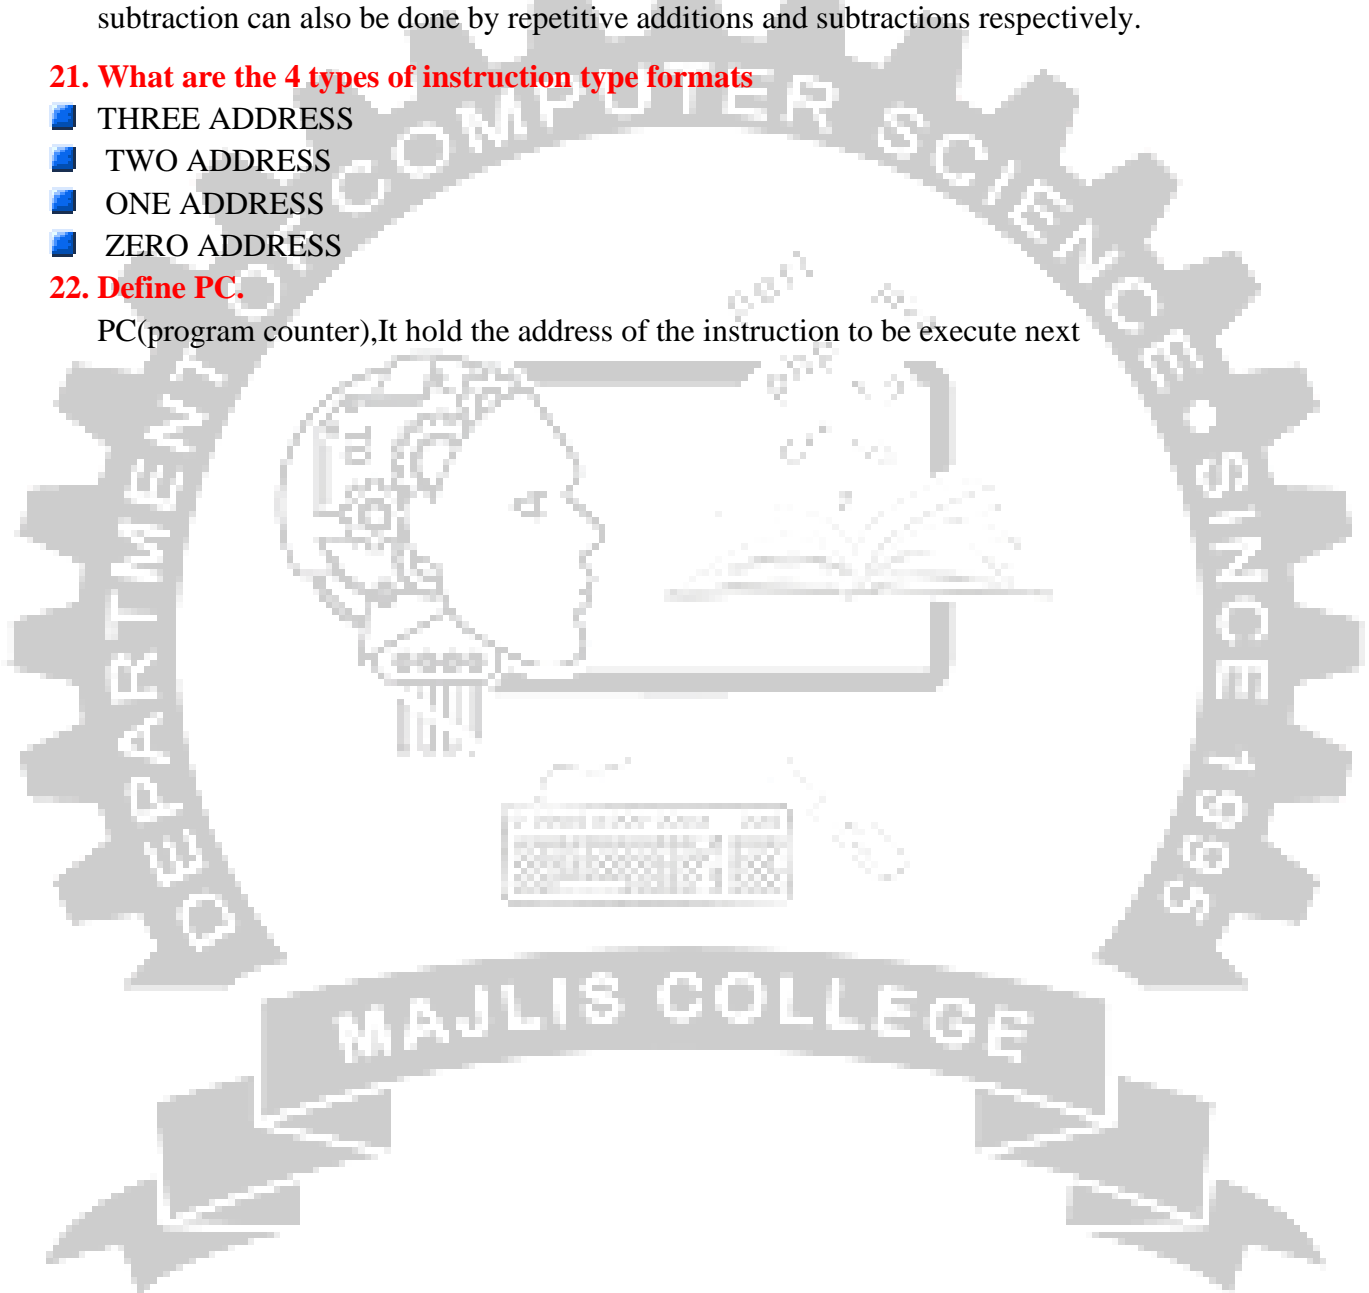 subtraction can also be done by repetitive additions and subtractions respectively.
21. What are the 4 types of instruction type formats
THREE ADDRESS
TWO ADDRESS
ONE ADDRESS
ZERO ADDRESS
22. Define PC.
PC(program counter),It hold the address of the instruction to be execute next
DEPARTMENT OF COMPUTER SCIENCE • SINCE 1995
MAJLIS COLLEGE